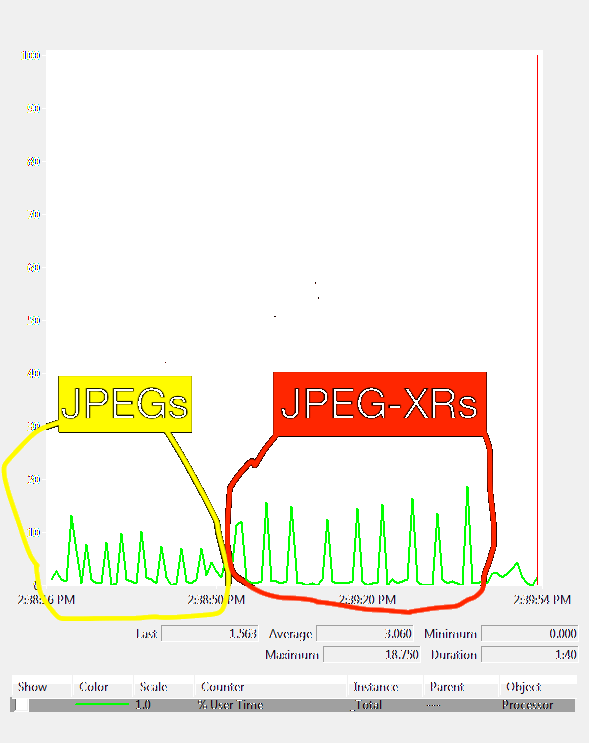 100
90
80
70
60
50
40
JPEGs JPEG-XRs
30
20
10
0
2:38:16 PM 2:38:50 PM 2:39:20 PM 2:39:54 PM
Last 1.563 Average 3.060 Minimum 0.000
Maximum 18.750 Duration 1:40
Show Color Scale Counter Instance Parent Object
1.0 % User Time _Total ----- Processor